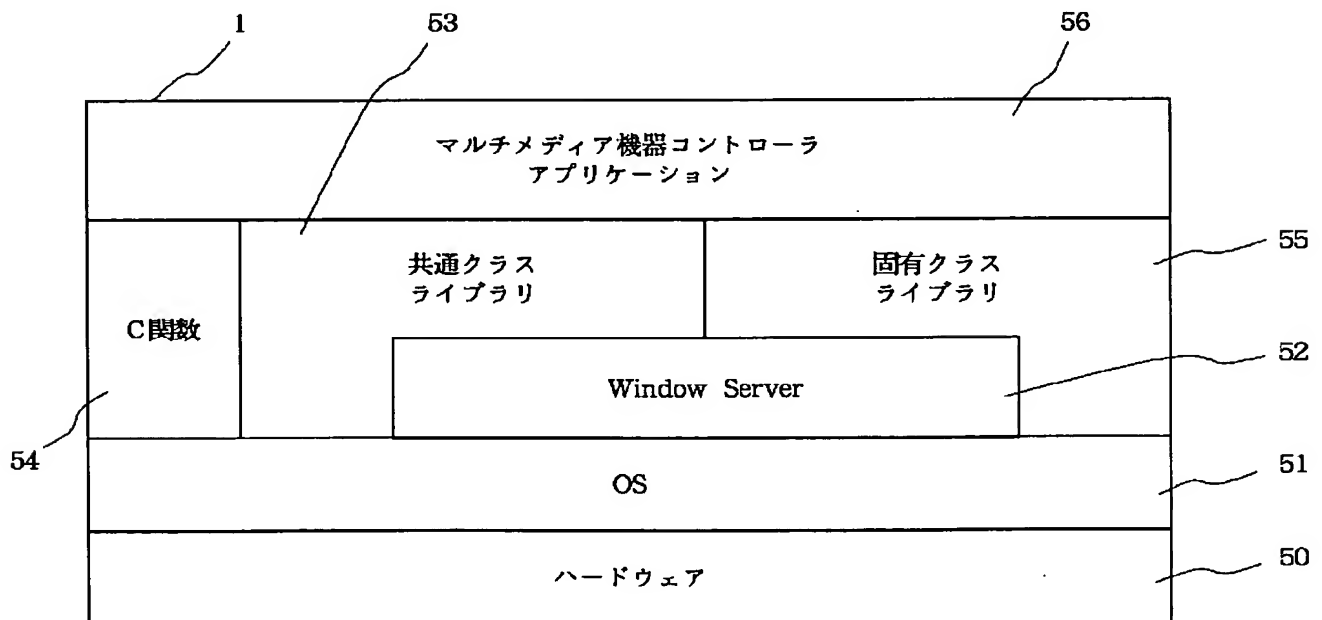 1
53
56
マルチメディア機器コントローラ
アプリケーション
共通クラス
ライブラリ
固有クラス
ライブラリ
55
C関数
Window Server
52
54
OS
51
ハードウェア
50